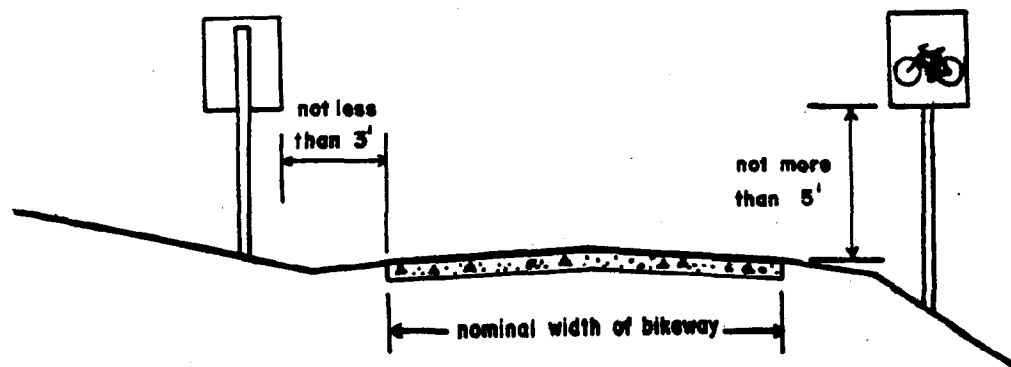 not less
than 3'
not more
than 5'
nominal width of bikeway